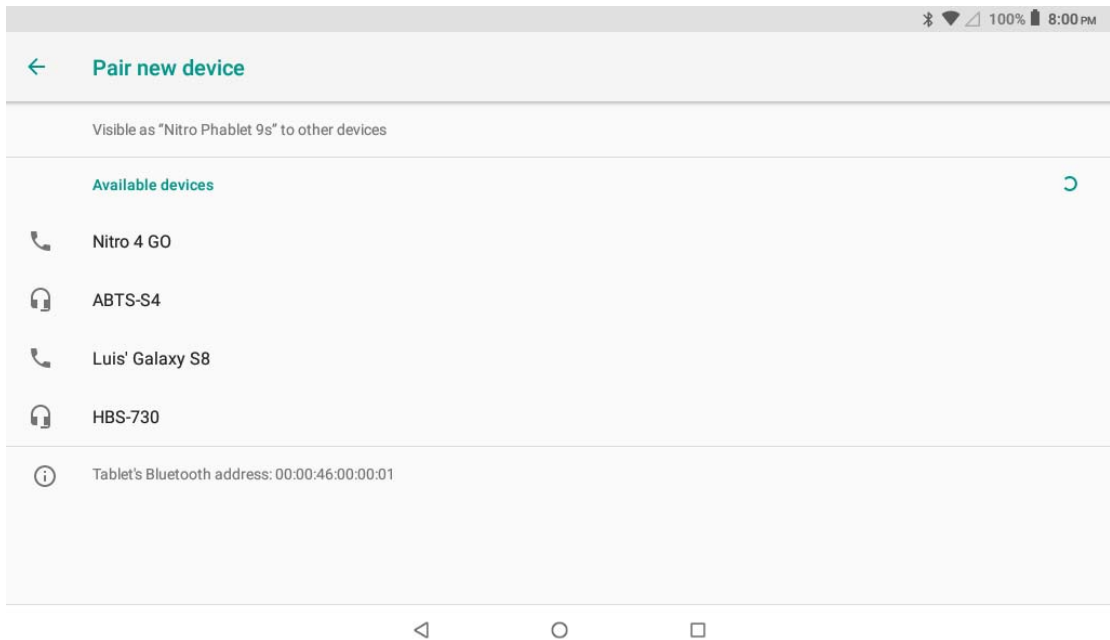 100% 8:00 PM
Pair new device
Visible as “Nitro Phablet 9s” to other devices
Available devices
Nitro 4 GO
ABTS-S4
Luis' Galaxy S8
HBS-730
Tablet's Bluetooth address: 00:00:46:00:00:01